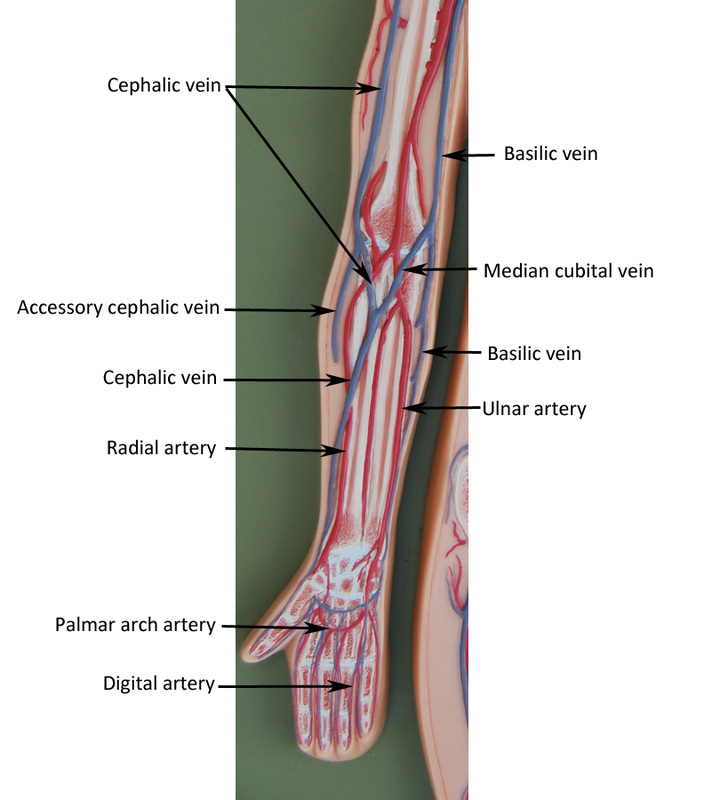 Cephalic vein
Basilic vein
Median cubital vein
Accessory cephalic vein
Basilic vein
Cephalic vein
Ulnar artery
Radial artery
Palmar arch artery
Digital artery